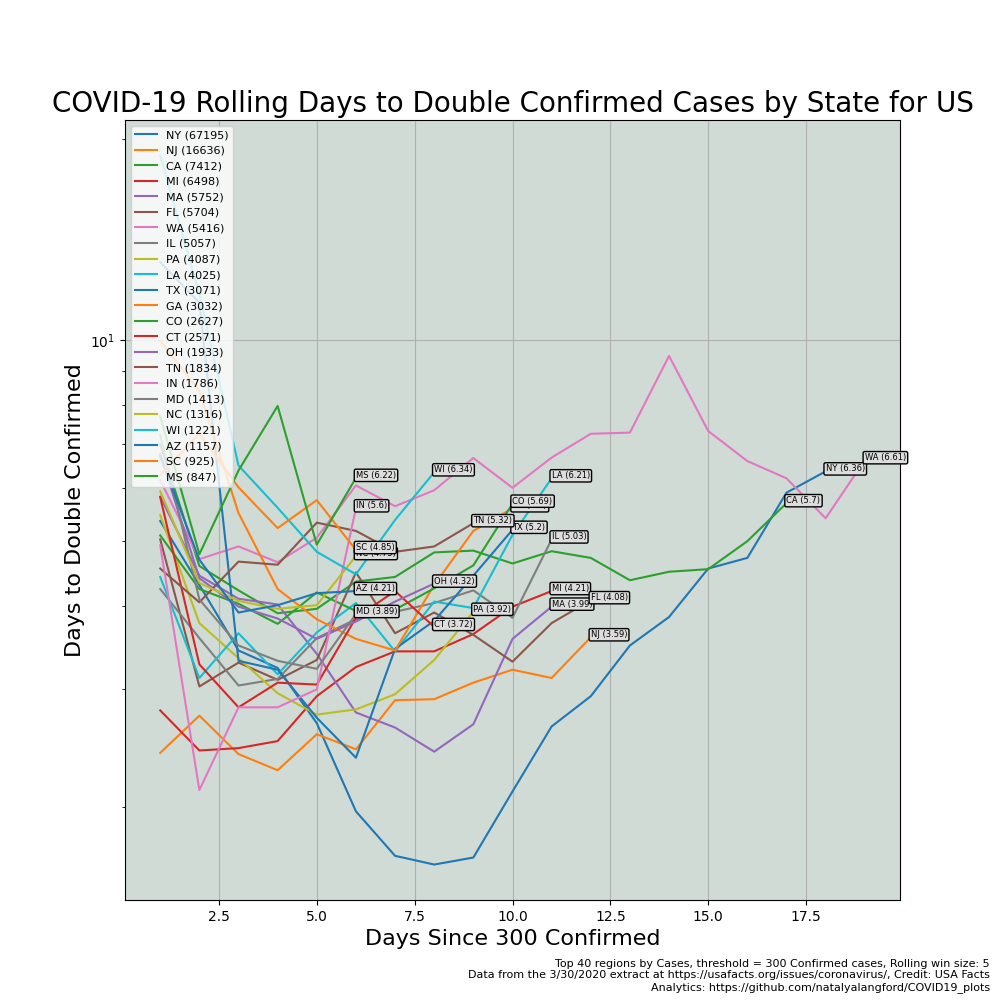 COVID-19 Rolling Days to Double Confirmed Cases by State for US
NY (67195)
NJ (16636)
CA (7412)
MI (6498)
MA (5752)
FL (5704)
WA (5416)
IL (5057)
PA (4087)
LA (4025)
TX (3071)
GA (3032)
CO (2627)
CT (2571)
OH (1933)
TN (1834)
IN (1786)
MD (1413)
NC (1316)
WI (1221)
AZ (1157)
SC (925)
MS (847)
10¹
Days to Double Confirmed
WA (6.61)
NY (6.36)
WI (6.34)
MS (6.22)
LA (6.21)
CA (5.7)
CO (5.69)
IN (5.6)
TN (5.32)
TX (5.2)
IL (5.03)
SC (4.85)
OH (4.32)
AZ (4.21)
MI (4.21)
FL (4.08)
MA (3.99)
PA (3.92)
MD (3.89)
CT (3.72)
NJ (3.59)
2.5 5.0 7.5 10.0 12.5 15.0 17.5
Days Since 300 Confirmed
Top 40 regions by Cases, threshold = 300 Confirmed cases, Rolling win size: 5
Data from the 3/30/2020 extract at https://usafacts.org/issues/coronavirus/, Credit: USA Facts
Analytics: https://github.com/natalyalangford/COVID19_plots